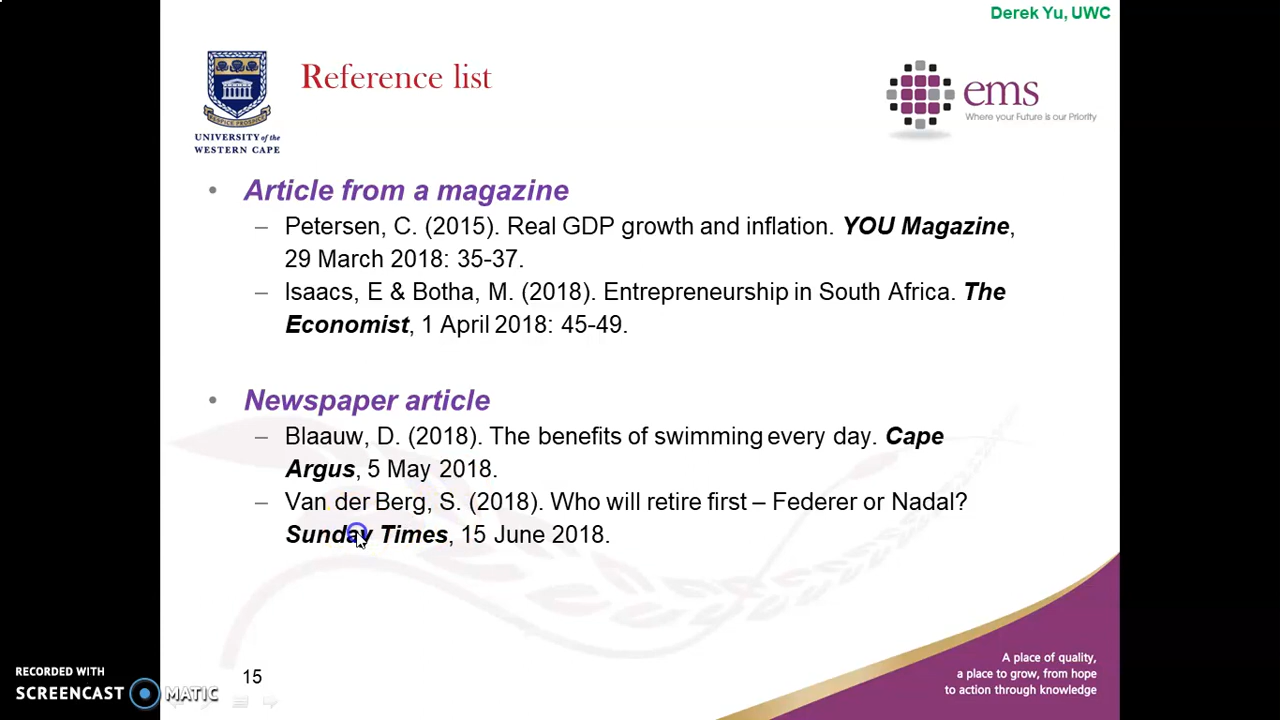 Derek Yu, UWC
Reference list
UNIVERSITY of the
WESTERN CAPE
ems
Where your Future is our Priority
• Article from a magazine
– Petersen, C. (2015). Real GDP growth and inflation. YOU Magazine,
29 March 2018: 35-37.
– Isaacs, E & Botha, M. (2018). Entrepreneurship in South Africa. The
Economist, 1 April 2018: 45-49.
• Newspaper article
– Blaauw, D. (2018). The benefits of swimming every day. Cape
Argus, 5 May 2018.
– Van der Berg, S. (2018). Who will retire first – Federer or Nadal?
Sunday Times, 15 June 2018.
A place of quality,
a place to grow, from hope
to action through knowledge
15
RECORDED WITH
SCREENCAST MATIC